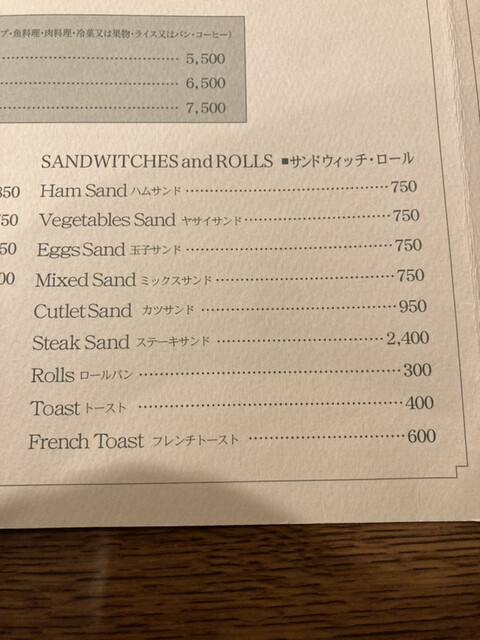 プ・魚料理・肉料理・冷菓又は果物・ライス又はパン・コーヒー)
5,500
6,500
7,500
SANDWITCHES and ROLLS ■サンドウィッチ・ロール
850 Ham Sand ハムサンド 750
750 Vegetables Sand ヤサイサンド 750
50 Eggs Sand 玉子サンド 750
00 Mixed Sand ミックスサンド 750
Cutlet Sand カツサンド 950
Steak Sand ステーキサンド 2,400
Rolls ロールパン 300
Toast トースト 400
French Toast フレンチトースト 600